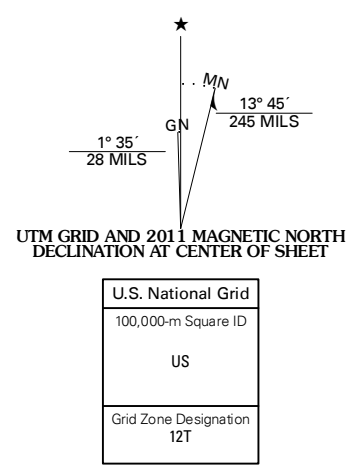 ★
MN
13° 45´
245 MILS
GN
1° 35´
28 MILS
UTM GRID AND 2011 MAGNETIC NORTH
DECLINATION AT CENTER OF SHEET
U.S. National Grid
100,000-m Square ID
US
Grid Zone Designation
12T